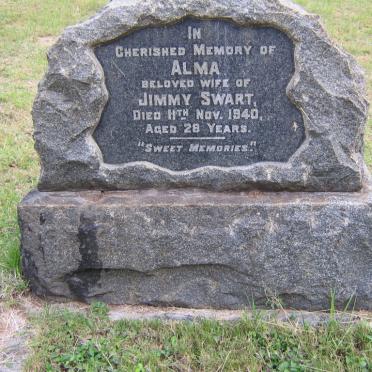 IN
CHERISHED MEMORY OF
ALMA
BELOVED WIFE OF
JIMMY SWART,
DIED 11TH NOV. 1940,
AGED 28 YEARS.
"SWEET MEMORIES."